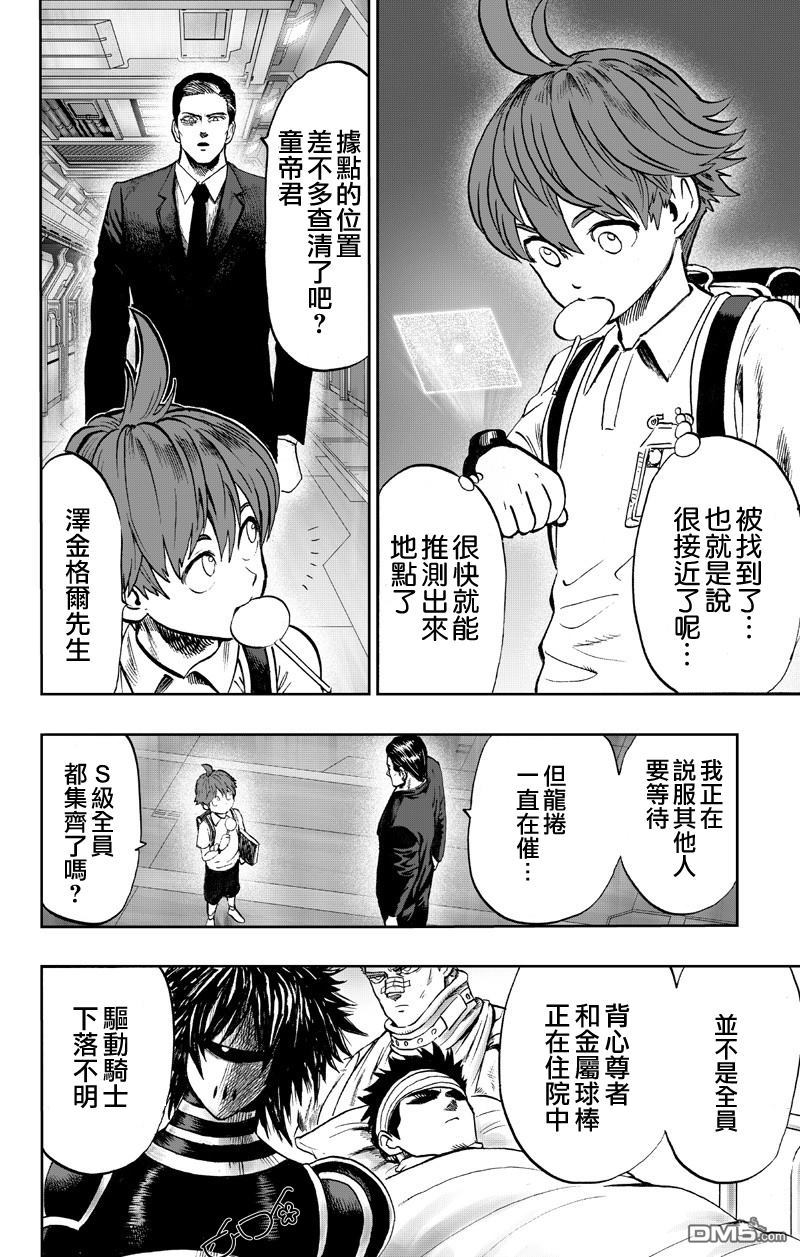 被找到了…
也就是說
很接近了呢…
很快就能
推測出來
地點了
據點的位置
差不多查清了吧？
童帝君
澤金格爾先生
我正在
説服其他人
要等待
但龍捲
一直在催…
S級全員
都集齊了嗎？
並不是全員
背心尊者
和金屬球棒
正在住院中
驅動騎士
下落不明
DM5